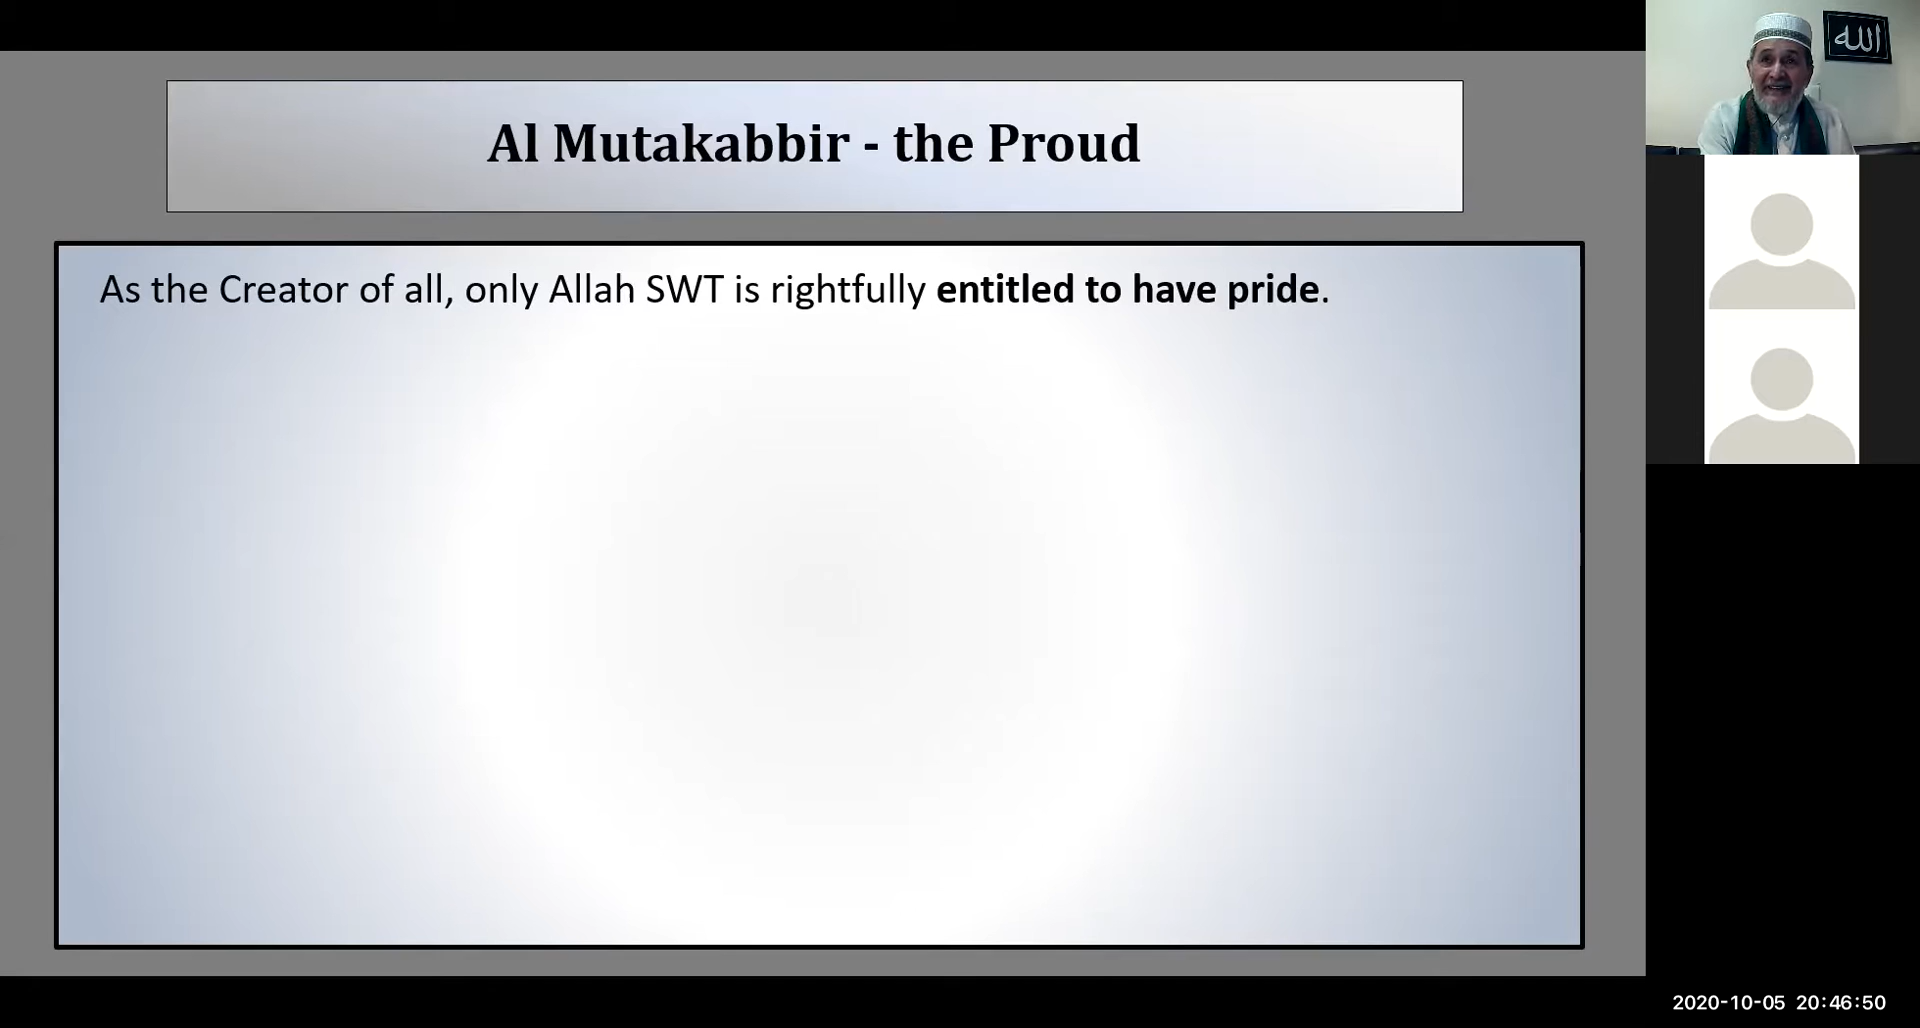 Al Mutakabbir - the Proud
As the Creator of all, only Allah SWT is rightfully entitled to have pride.
الله
2020-10-05 20:46:50